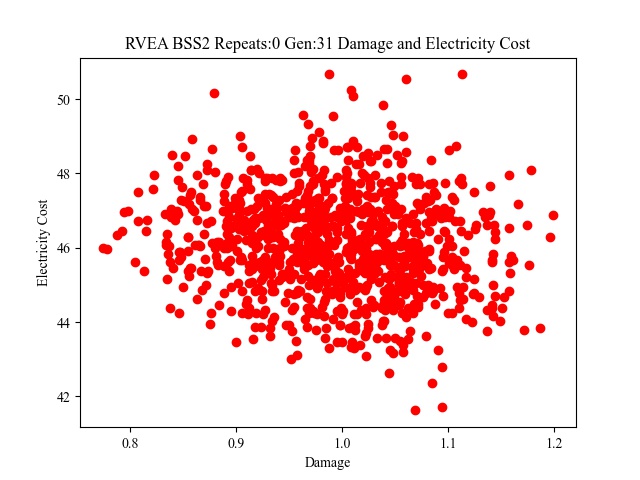 RVEA BSS2 Repeats:0 Gen:31 Damage and Electricity Cost
50
48
46
44
42
Electricity Cost
0.8 0.9 1.0 1.1 1.2
Damage